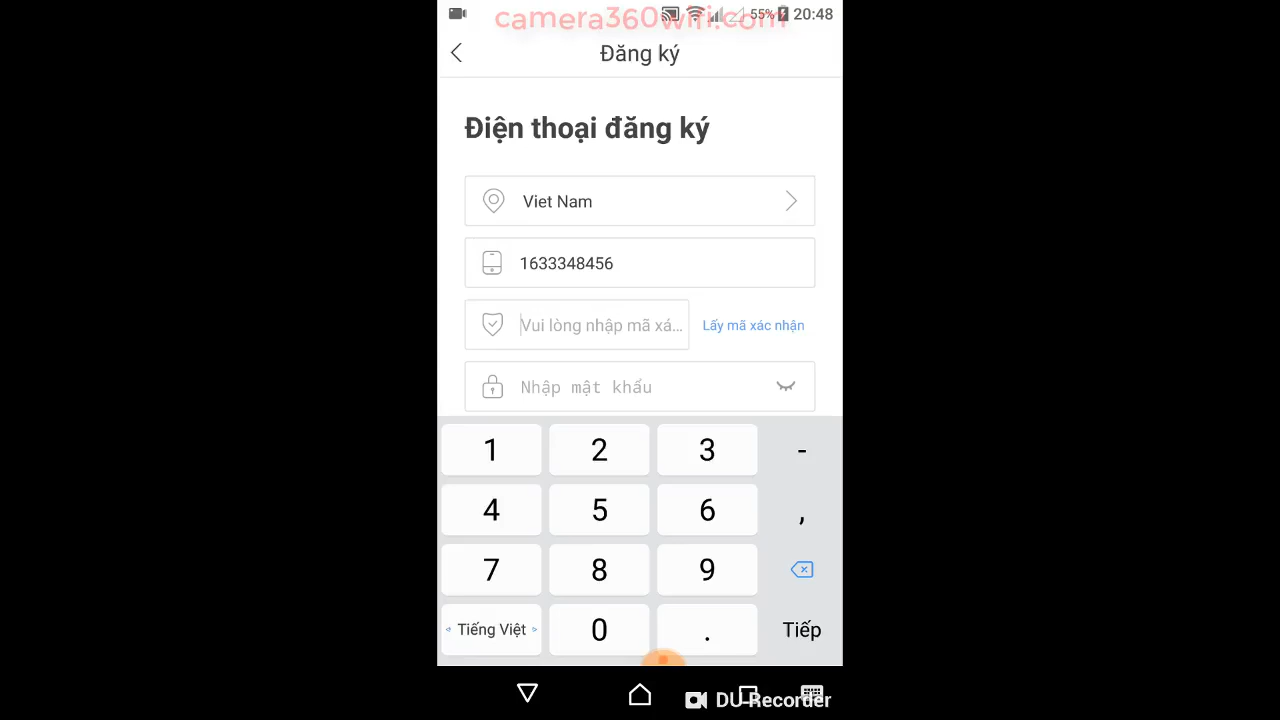 camera360wifi.com
55% 20:48
Đăng ký
Điện thoại đăng ký
Viet Nam
1633348456
Vui lòng nhập mã xá... Lấy mã xác nhận
Nhập mật khẩu
1 2 3 -
4 5 6 ,
7 8 9
Tiếng Việt 0 . Tiếp
DU Recorder